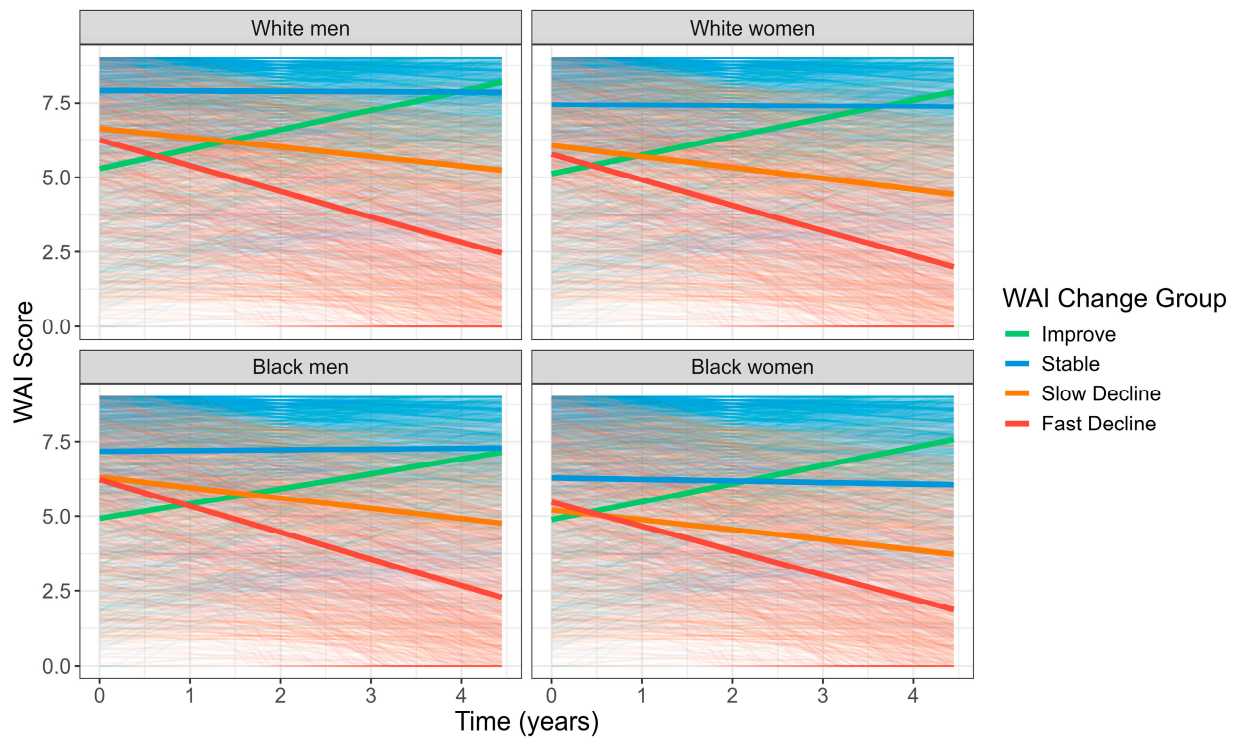 White men
White women
7.5
5.0
2.5
0.0
Black men
Black women
7.5
5.0
2.5
0.0
0 1 2 3 4
0 1 2 3 4
Time (years)
WAI Score
WAI Change Group
Improve
Stable
Slow Decline
Fast Decline